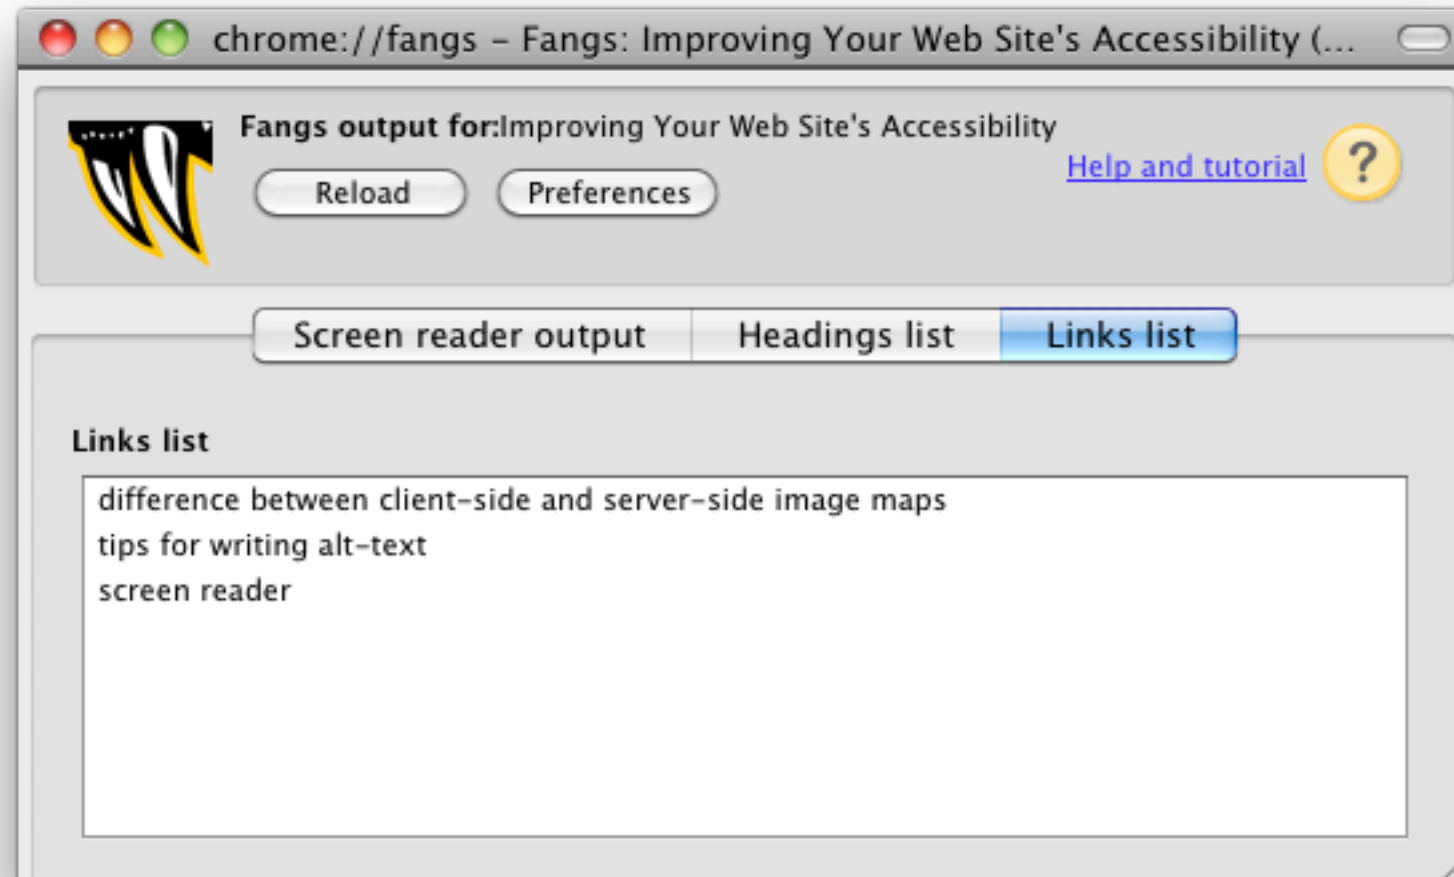 chrome://fangs – Fangs: Improving Your Web Site's Accessibility (...
Fangs output for:Improving Your Web Site's Accessibility
Help and tutorial ?
Reload Preferences
Screen reader output Headings list Links list
Links list
difference between client-side and server-side image maps
tips for writing alt-text
screen reader